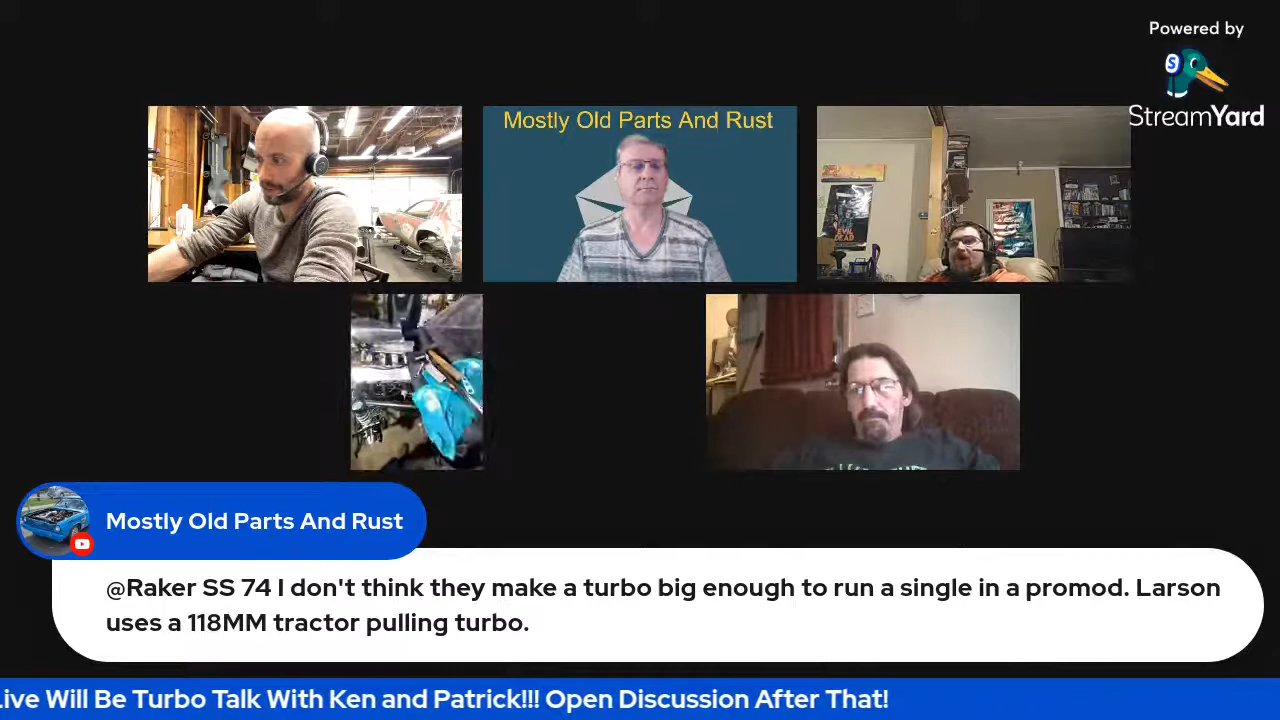 Powered by
StreamYard
Mostly Old Parts And Rust
DEAD
Mostly Old Parts And Rust
@Raker SS 74 I don't think they make a turbo big enough to run a single in a promod. Larson
uses a 118MM tractor pulling turbo.
ive Will Be Turbo Talk With Ken and Patrick!!! Open Discussion After That!